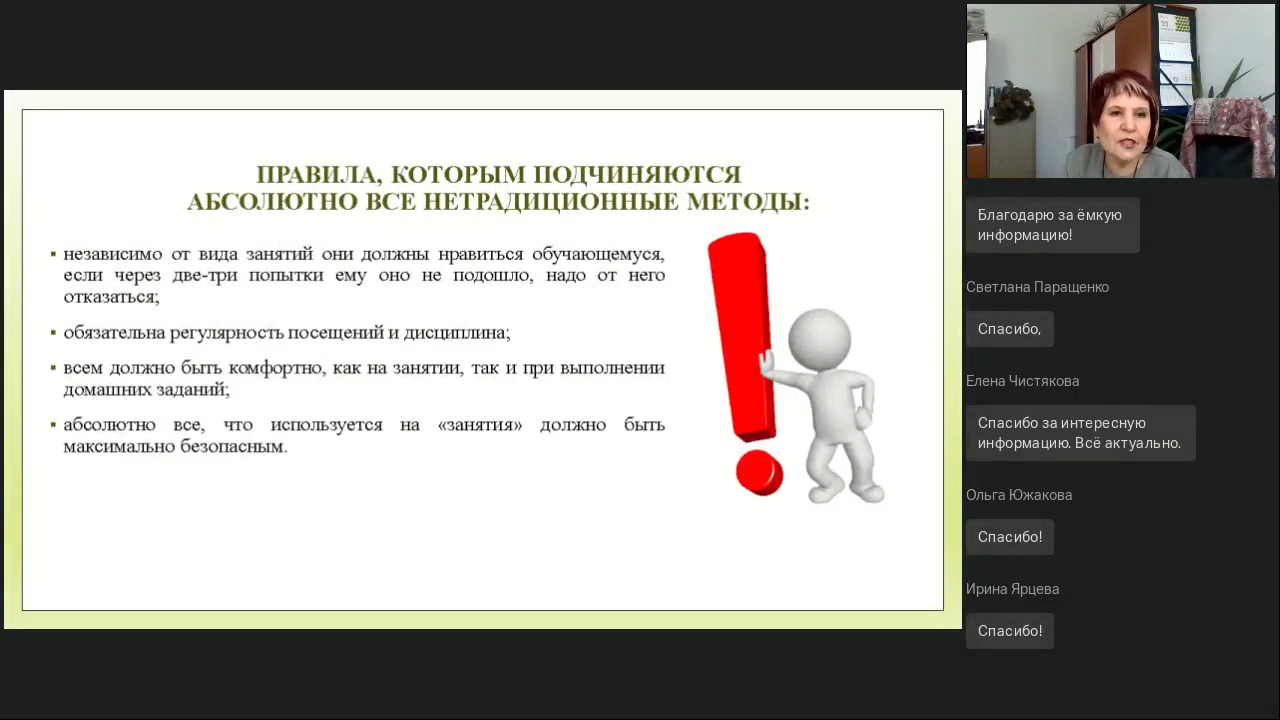 ПРАВИЛА, КОТОРЫМ ПОДЧИНЯЮТСЯ
АБСОЛЮТНО ВСЕ НЕТРАДИЦИОННЫЕ МЕТОДЫ:
▪ независимо от вида занятий они должны нравиться обучающемуся,
если через две-три попытки ему оно не подошло, надо от него
отказаться;
▪ обязательна регулярность посещений и дисциплина;
▪ всем должно быть комфортно, как на занятии, так и при выполнении
домашних заданий;
▪ абсолютно все, что используется на «занятия» должно быть
максимально безопасным.
Благодарю за ёмкую
информацию!
Светлана Паращенко
Спасибо,
Елена Чистякова
Спасибо за интересную
информацию. Всё актуально.
Ольга Южакова
Спасибо!
Ирина Ярцева
Спасибо!